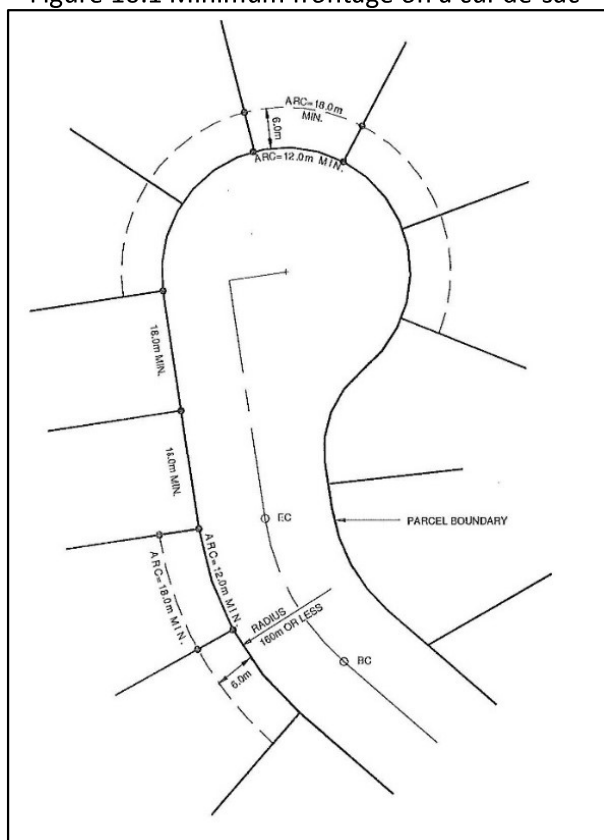 Figure 10.1 Minimum frontage on a cul-de-sac
ARC=18.0m
MIN.
6.0m
ARC=12.0m MIN.
18.0m MIN.
18.0m MIN.
EC
PARCEL BOUNDARY
ARC=12.0m MIN.
ARC=18.0m MIN.
RADIUS
160m OR LESS
BC
6.0m